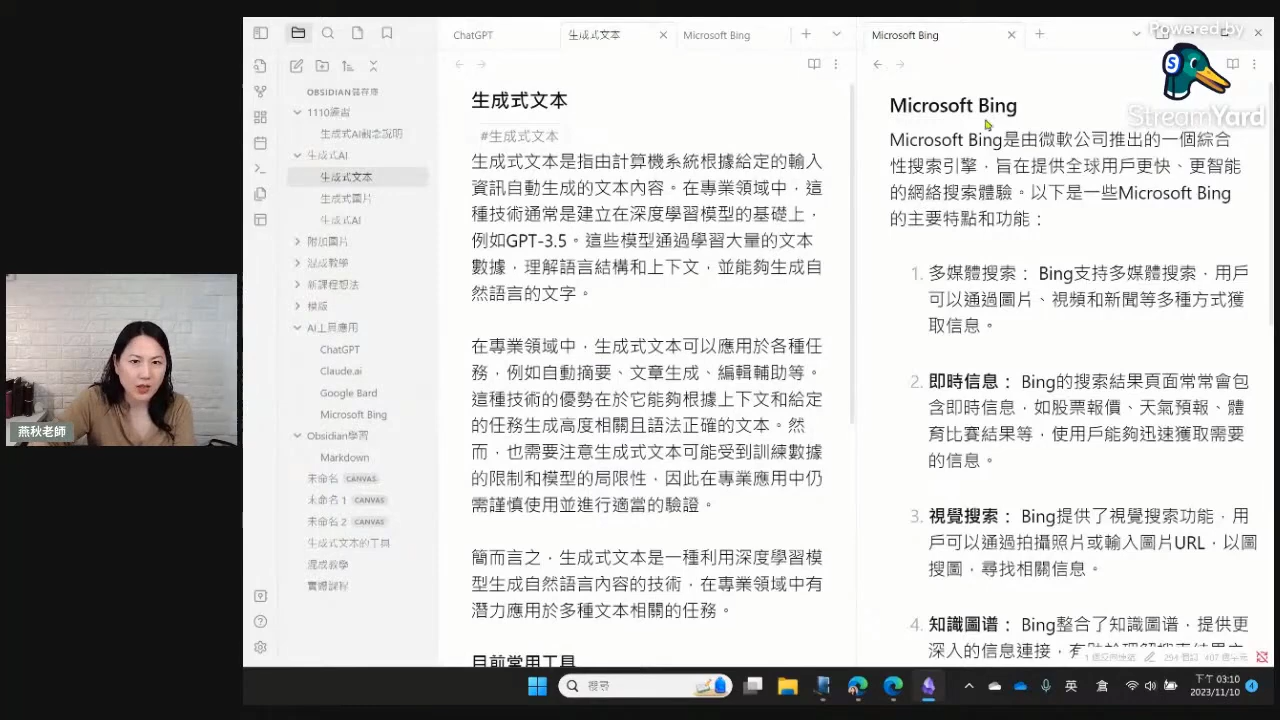 Powered by
StreamYard
燕秋老師
ChatGPT
生成式文本
Microsoft Bing
Microsoft Bing
OBSIDIAN儲存庫
1110練習
生成式AI觀念說明
生成式AI
生成式文本
生成式圖片
生成式AI
附加圖片
混成教學
新課程想法
模版
AI工具應用
ChatGPT
Claude.ai
Google Bard
Microsoft Bing
Obsidian學習
Markdown
未命名 CANVAS
未命名 1 CANVAS
未命名 2 CANVAS
生成式文本的工具
混成教學
實體課程
生成式文本
#生成式文本
生成式文本是指由計算機系統根據給定的輸入
資訊自動生成的文本內容。在專業領域中，這
種技術通常是建立在深度學習模型的基礎上，
例如GPT-3.5。這些模型通過學習大量的文本
數據，理解語言結構和上下文，並能夠生成自
然語言的文字。
在專業領域中，生成式文本可以應用於各種任
務，例如自動摘要、文章生成、編輯輔助等。
這種技術的優勢在於它能夠根據上下文和給定
的任務生成高度相關且語法正確的文本。然
而，也需要注意生成式文本可能受到訓練數據
的限制和模型的局限性，因此在專業應用中仍
需謹慎使用並進行適當的驗證。
簡而言之，生成式文本是一種利用深度學習模
型生成自然語言內容的技術，在專業領域中有
潛力應用於多種文本相關的任務。
目前常用工具
Microsoft Bing
Microsoft Bing是由微軟公司推出的一個綜合
性搜索引擎，旨在提供全球用戶更快、更智能
的網絡搜索體驗。以下是一些Microsoft Bing
的主要特點和功能：
1. 多媒體搜索： Bing支持多媒體搜索，用戶
可以通過圖片、視頻和新聞等多種方式獲
取信息。
2. 即時信息： Bing的搜索結果頁面常常會包
含即時信息，如股票報價、天氣預報、體
育比賽結果等，使用戶能夠迅速獲取需要
的信息。
3. 視覺搜索： Bing提供了視覺搜索功能，用
戶可以通過拍攝照片或輸入圖片URL，以圖
搜圖，尋找相關信息。
4. 知識圖谱： Bing整合了知識圖谱，提供更
深入的信息連接，有助於理解搜索結果文
搜尋
英
下午 03:10
2023/11/10